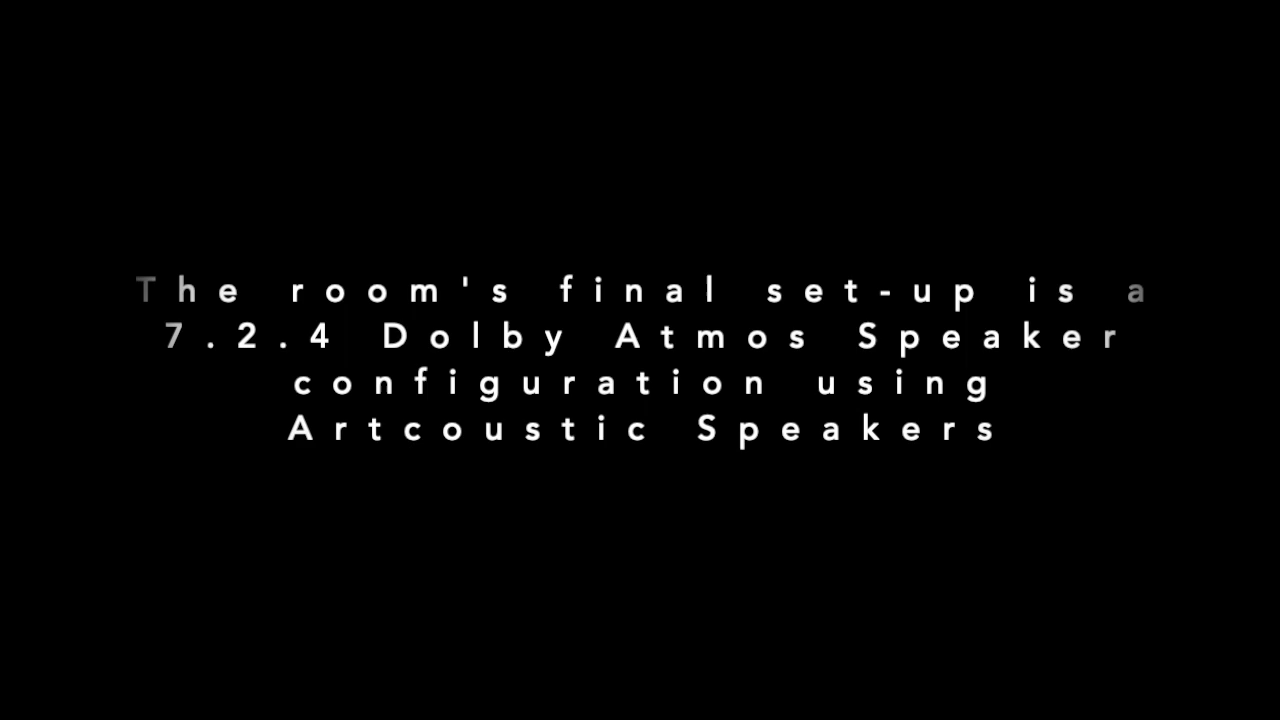 The room's final set-up is a
7.2.4 Dolby Atmos Speaker
configuration using
Artcoustic Speakers